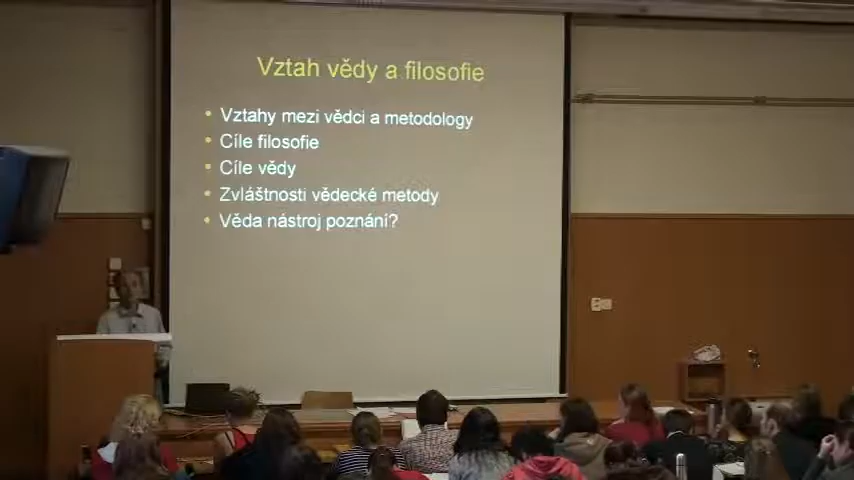 Vztah vědy a filosofie
Vztahy mezi vědci a metodology
Cíle filosofie
Cíle vědy
Zvláštnosti vědecké metody
Věda nástroj poznání?